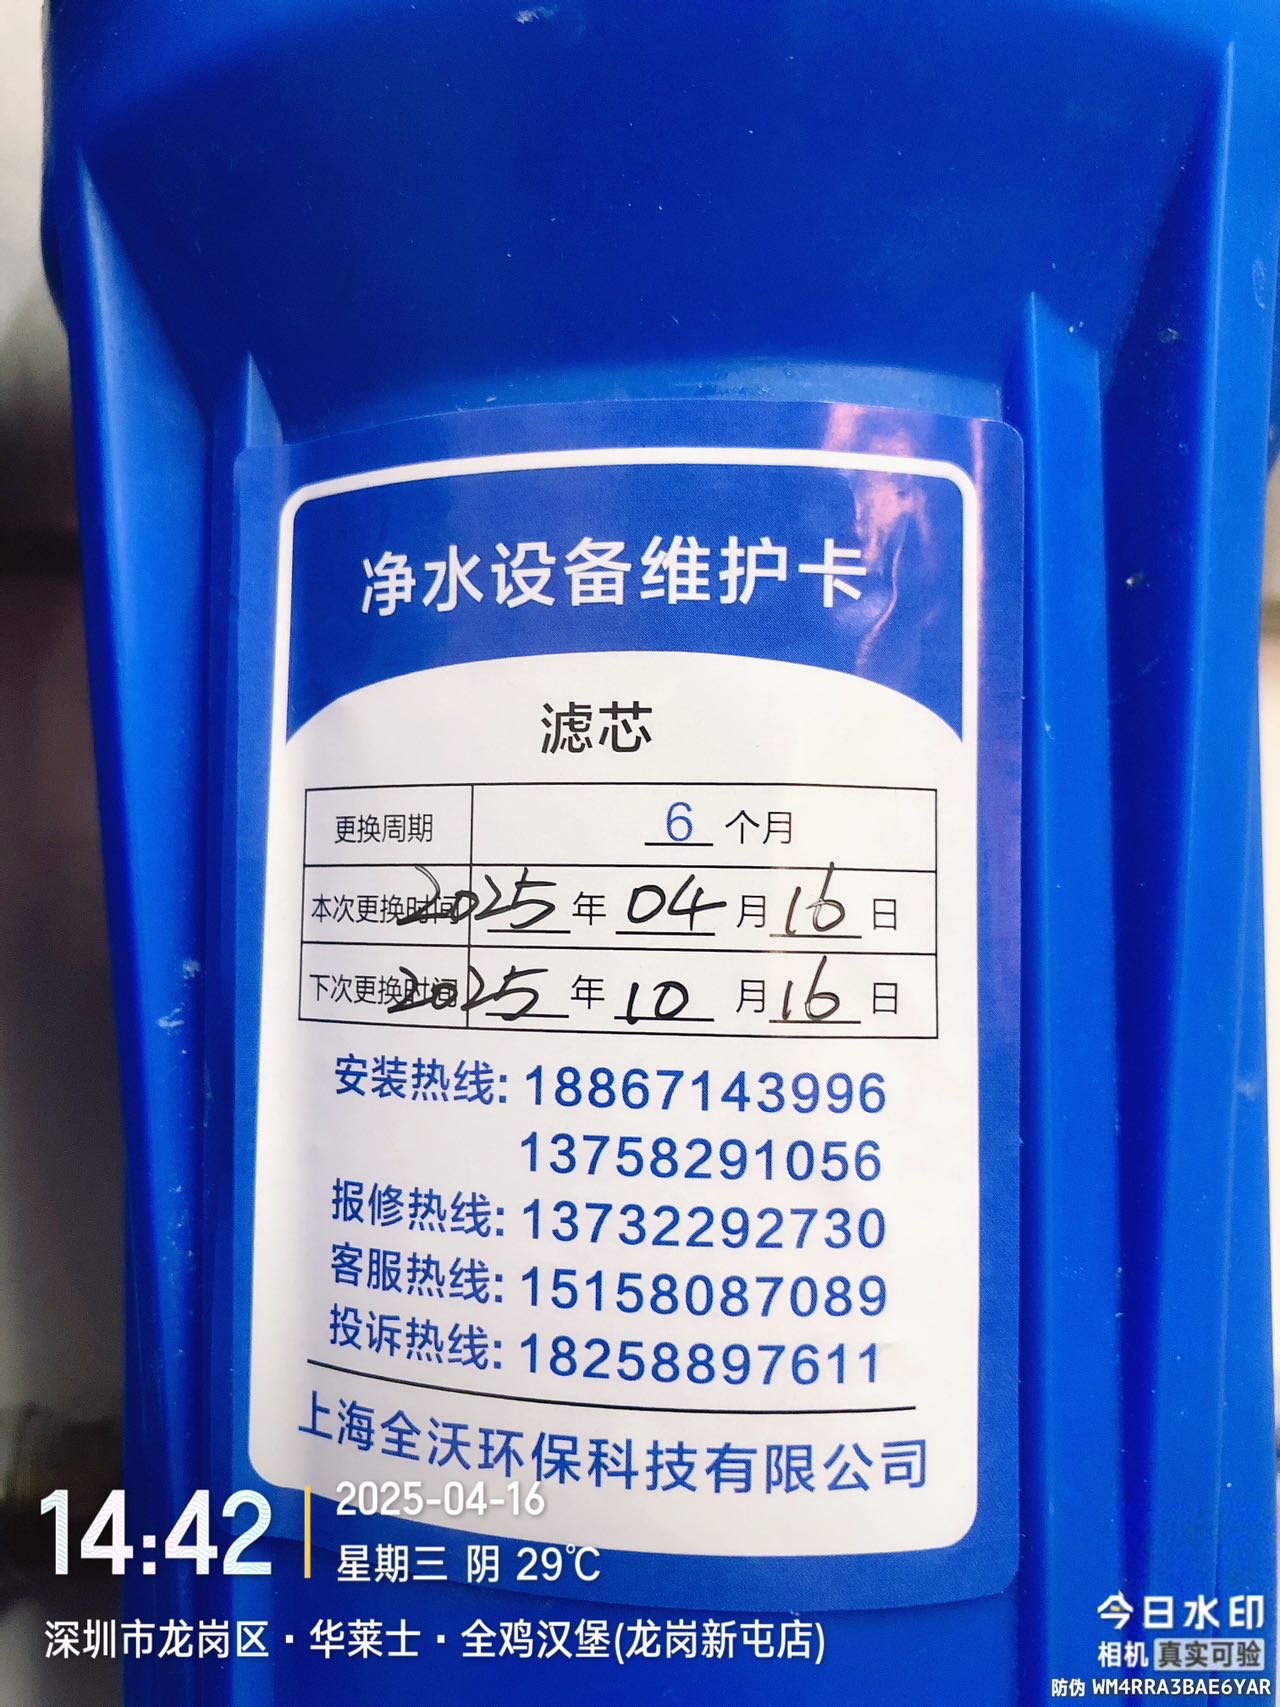 净水设备维护卡
滤芯
更换周期 6 个月
本次更换时间 2025 年 04 月 16 日
下次更换时间 2025 年 10 月 16 日
安装热线: 18867143996
13758291056
报修热线: 13732292730
客服热线: 15158087089
投诉热线: 18258897611
上海全沃环保科技有限公司
14:42
2025-04-16
星期三 阴 29℃
深圳市龙岗区·华莱士·全鸡汉堡(龙岗新屯店)
今日水印
相机 真实可验
防伪 WM4RRA3BAE6YAR